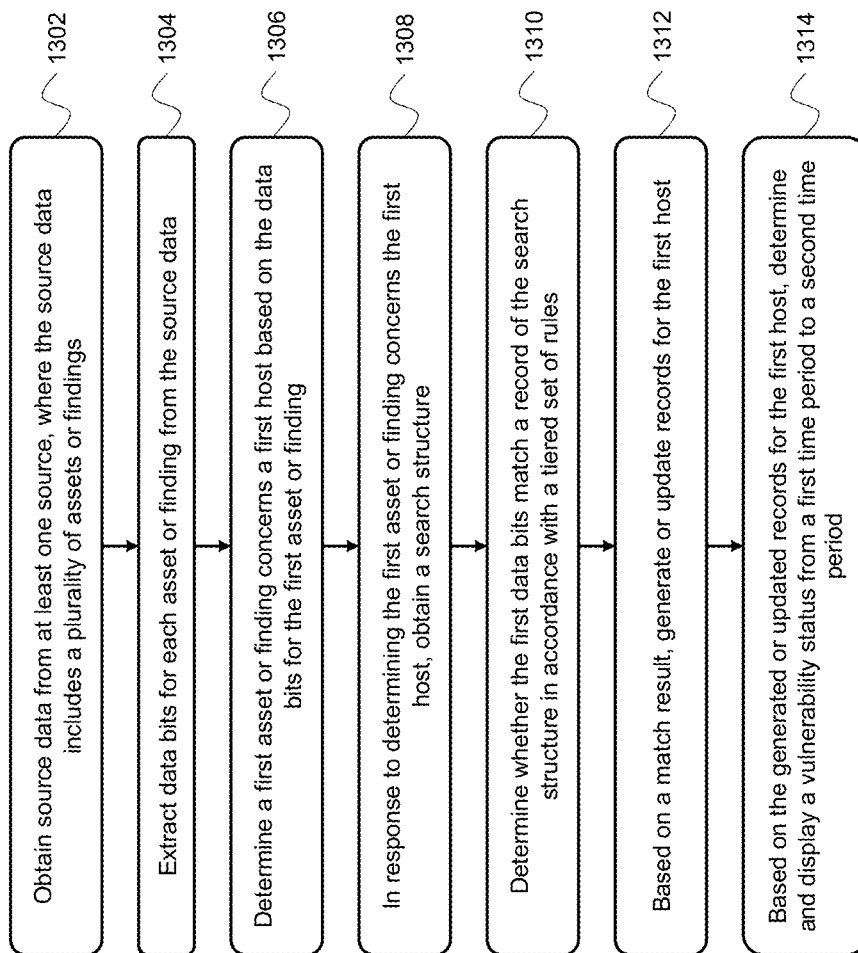 Obtain source data from at least one source, where the source data
includes a plurality of assets or findings
1302
Extract data bits for each asset or finding from the source data
1304
Determine a first asset or finding concerns a first host based on the data
bits for the first asset or finding
1306
In response to determining the first asset or finding concerns the first
host, obtain a search structure
1308
Determine whether the first data bits match a record of the search
structure in accordance with a tiered set of rules
1310
Based on a match result, generate or update records for the first host
1312
Based on the generated or updated records for the first host, determine
and display a vulnerability status from a first time period to a second time
period
1314